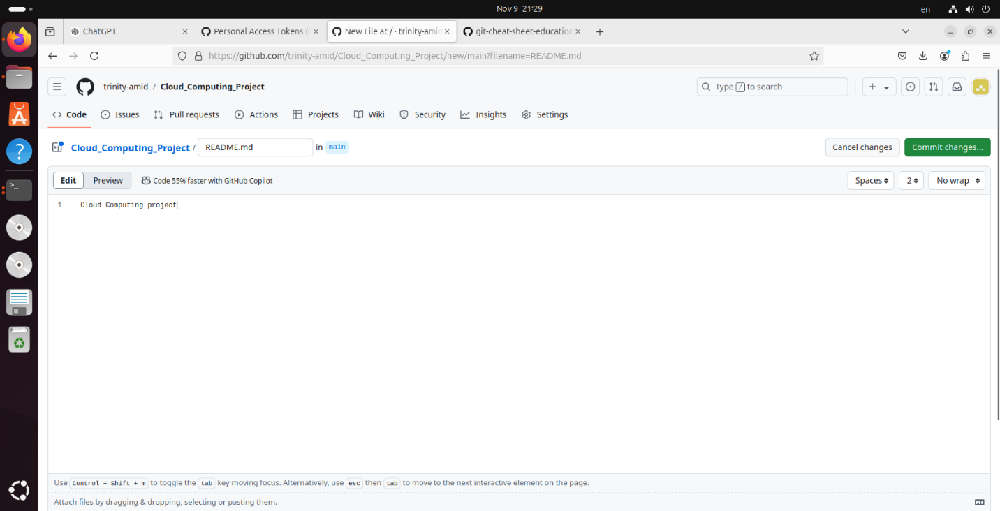 Nov 9 21:29
en
ChatGPT
Personal Access Tokens (
New File at / · trinity-amid
git-cheat-sheet-education
https://github.com/trinity-amid/Cloud_Computing_Project/new/main?filename=README.md
trinity-amid / Cloud_Computing_Project
Type / to search
Code
Issues
Pull requests
Actions
Projects
Wiki
Security
Insights
Settings
Cloud_Computing_Project / README.md in main
Cancel changes
Commit changes...
Edit
Preview
Code 55% faster with GitHub Copilot
Spaces
2
No wrap
1 Cloud Computing project
Use Control + Shift + m to toggle the tab key moving focus. Alternatively, use esc then tab to move to the next interactive element on the page.
Attach files by dragging & dropping, selecting or pasting them.